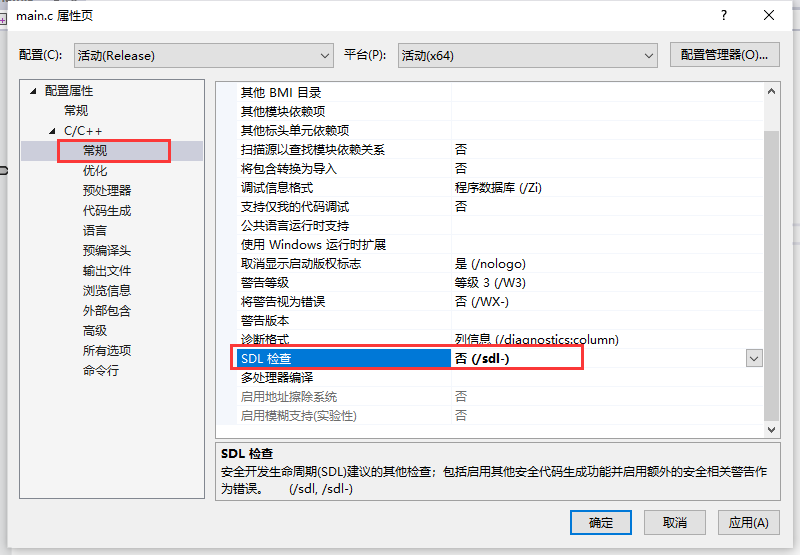 main.c 属性页
配置(C): 活动(Release) 平台(P): 活动(x64) 配置管理器(O)...
配置属性
常规
C/C++
常规
优化
预处理器
代码生成
语言
预编译头
输出文件
浏览信息
外部包含
高级
所有选项
命令行
其他 BMI 目录
其他模块依赖项
其他标头单元依赖项
扫描源以查找模块依赖关系 否
将包含转换为导入 否
调试信息格式 程序数据库 (/Zi)
支持仅我的代码调试 否
公共语言运行时支持
使用 Windows 运行时扩展
取消显示启动版权标志 是 (/nologo)
警告等级 等级 3 (/W3)
将警告视为错误 否 (/WX-)
警告版本
诊断格式 列信息 (/diagnostics:column)
SDL 检查 否 (/sdl-)
多处理器编译
启用地址擦除系统 否
启用模糊支持(实验性) 否
SDL 检查
安全开发生命周期(SDL)建议的其他检查；包括启用其他安全代码生成功能并启用额外的安全相关警告作
为错误。 (/sdl, /sdl-)
确定 取消 应用(A)